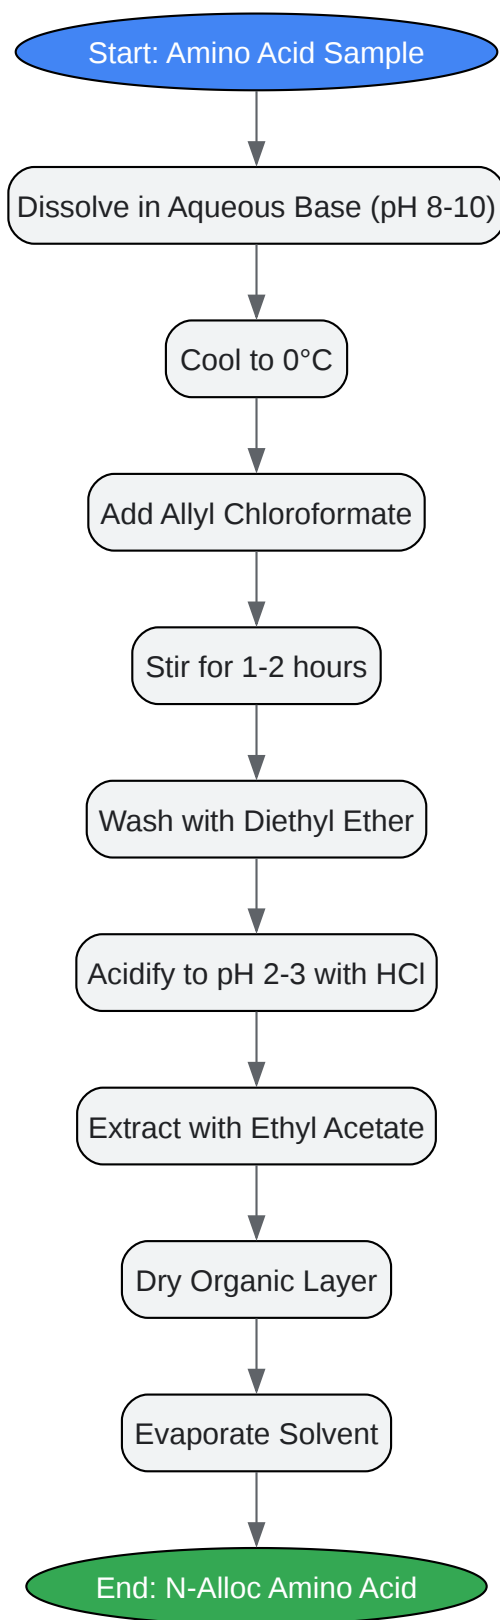 Start: Amino Acid Sample
Dissolve in Aqueous Base (pH 8-10)
Cool to 0°C
Add Allyl Chloroformate
Stir for 1-2 hours
Wash with Diethyl Ether
Acidify to pH 2-3 with HCl
Extract with Ethyl Acetate
Dry Organic Layer
Evaporate Solvent
End: N-Alloc Amino Acid